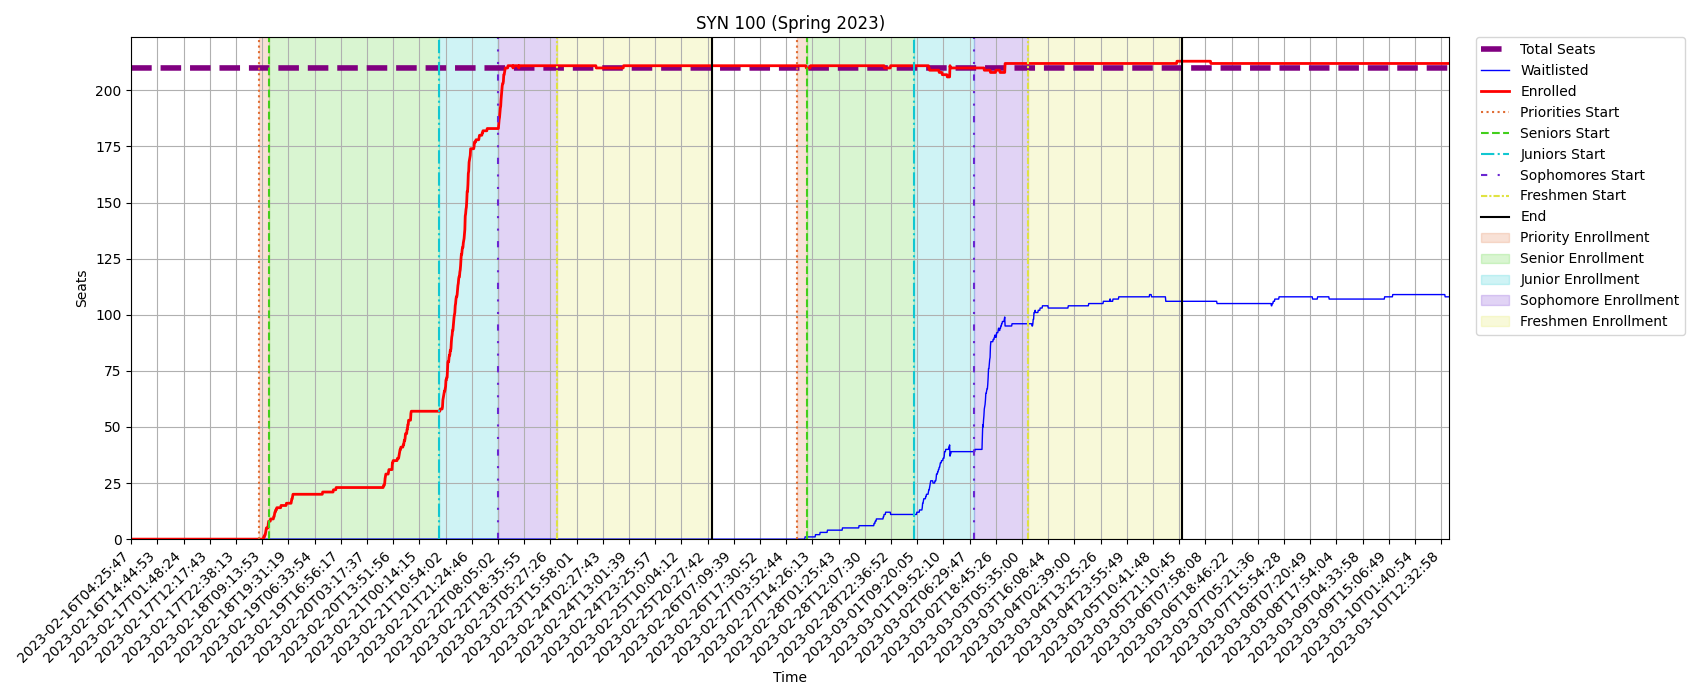 SYN 100 (Spring 2023)
Total Seats
Waitlisted
Enrolled
Priorities Start
Seniors Start
Juniors Start
Sophomores Start
Freshmen Start
End
Priority Enrollment
Senior Enrollment
Junior Enrollment
Sophomore Enrollment
Freshmen Enrollment
Seats
200
175
150
125
100
75
50
25
0
2023-02-16T04:25:47
2023-02-16T14:44:53
2023-02-17T01:48:24
2023-02-17T12:17:43
2023-02-17T22:38:13
2023-02-18T09:13:53
2023-02-18T19:31:19
2023-02-19T06:33:54
2023-02-19T16:56:17
2023-02-20T03:17:37
2023-02-20T13:51:56
2023-02-21T00:14:15
2023-02-21T10:54:02
2023-02-21T21:24:46
2023-02-22T08:05:02
2023-02-22T18:35:55
2023-02-23T05:27:26
2023-02-23T15:58:01
2023-02-24T02:27:43
2023-02-24T13:01:39
2023-02-24T23:25:57
2023-02-25T10:04:12
2023-02-25T20:27:42
2023-02-26T07:09:39
2023-02-26T17:30:52
2023-02-27T03:52:44
2023-02-27T14:26:13
2023-02-28T01:25:43
2023-02-28T12:07:30
2023-02-28T22:36:52
2023-03-01T09:20:05
2023-03-01T19:52:10
2023-03-02T06:29:47
2023-03-02T18:45:26
2023-03-03T05:35:00
2023-03-03T16:08:44
2023-03-04T02:39:00
2023-03-04T13:25:26
2023-03-04T23:55:49
2023-03-05T10:41:48
2023-03-05T21:10:45
2023-03-06T07:58:08
2023-03-06T18:46:22
2023-03-07T05:21:36
2023-03-07T15:54:28
2023-03-08T07:20:49
2023-03-08T17:54:04
2023-03-09T04:33:58
2023-03-09T15:06:49
2023-03-10T01:40:54
2023-03-10T12:32:58
Time